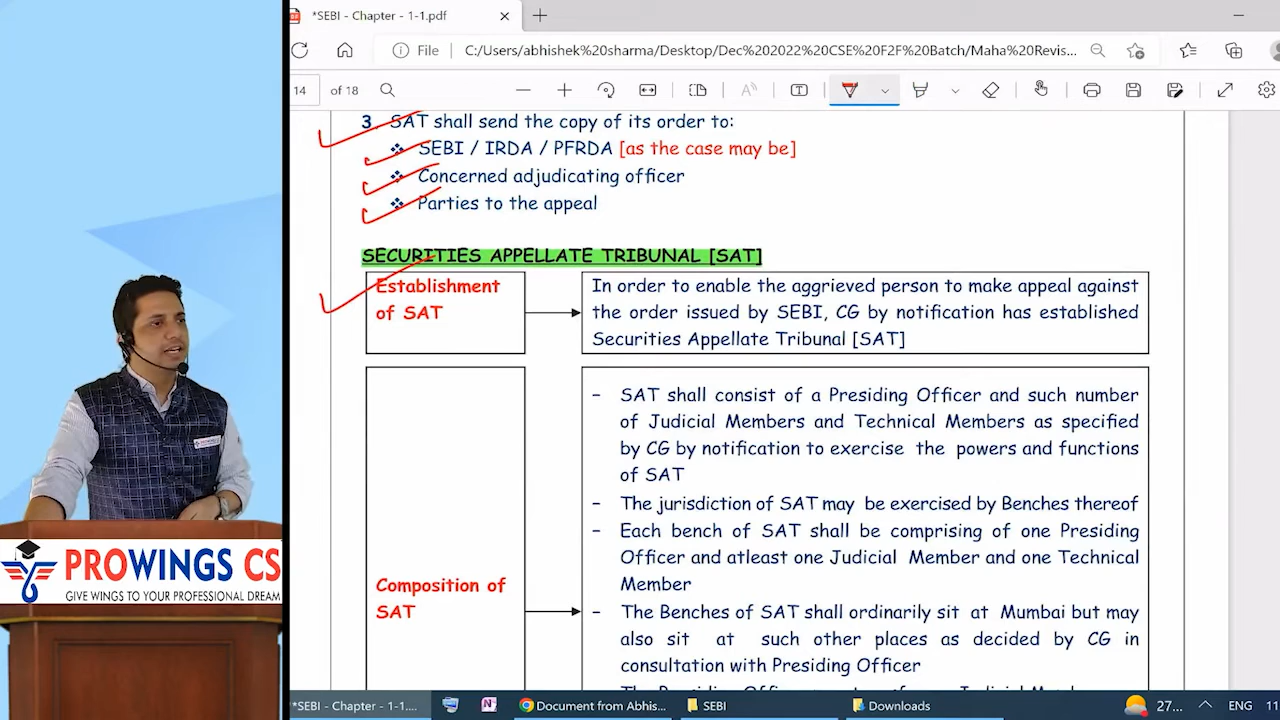 *SEBI - Chapter - 1-1.pdf
File C:/Users/abhishek%20sharma/Desktop/Dec%202022%20CSE%20F2F%20Batch/Maha%20Revis...
14 of 18
3. SAT shall send the copy of its order to:
SEBI / IRDA / PFRDA [as the case may be]
Concerned adjudicating officer
Parties to the appeal
SECURITIES APPELLATE TRIBUNAL [SAT]
Establishment
of SAT
In order to enable the aggrieved person to make appeal against
the order issued by SEBI, CG by notification has established
Securities Appellate Tribunal [SAT]
Composition of
SAT
- SAT shall consist of a Presiding Officer and such number
of Judicial Members and Technical Members as specified
by CG by notification to exercise the powers and functions
of SAT
- The jurisdiction of SAT may be exercised by Benches thereof
- Each bench of SAT shall be comprising of one Presiding
Officer and atleast one Judicial Member and one Technical
Member
- The Benches of SAT shall ordinarily sit at Mumbai but may
also sit at such other places as decided by CG in
consultation with Presiding Officer
PROWINGS CS
GIVE WINGS TO YOUR PROFESSIONAL DREAM
*SEBI - Chapter - 1-1....
Document from Abhis...
SEBI
Downloads
27...
ENG
11